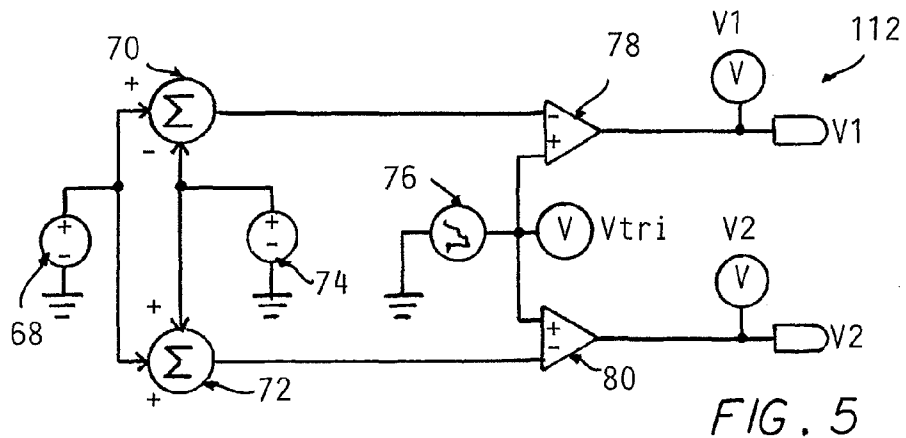 70
78
V1
112
+
Σ
-
+
V
V1
-
76
+
-
68
+
-
74
V
Vtri
V2
V
+
Σ
+
72
+
-
80
V2
FIG. 5